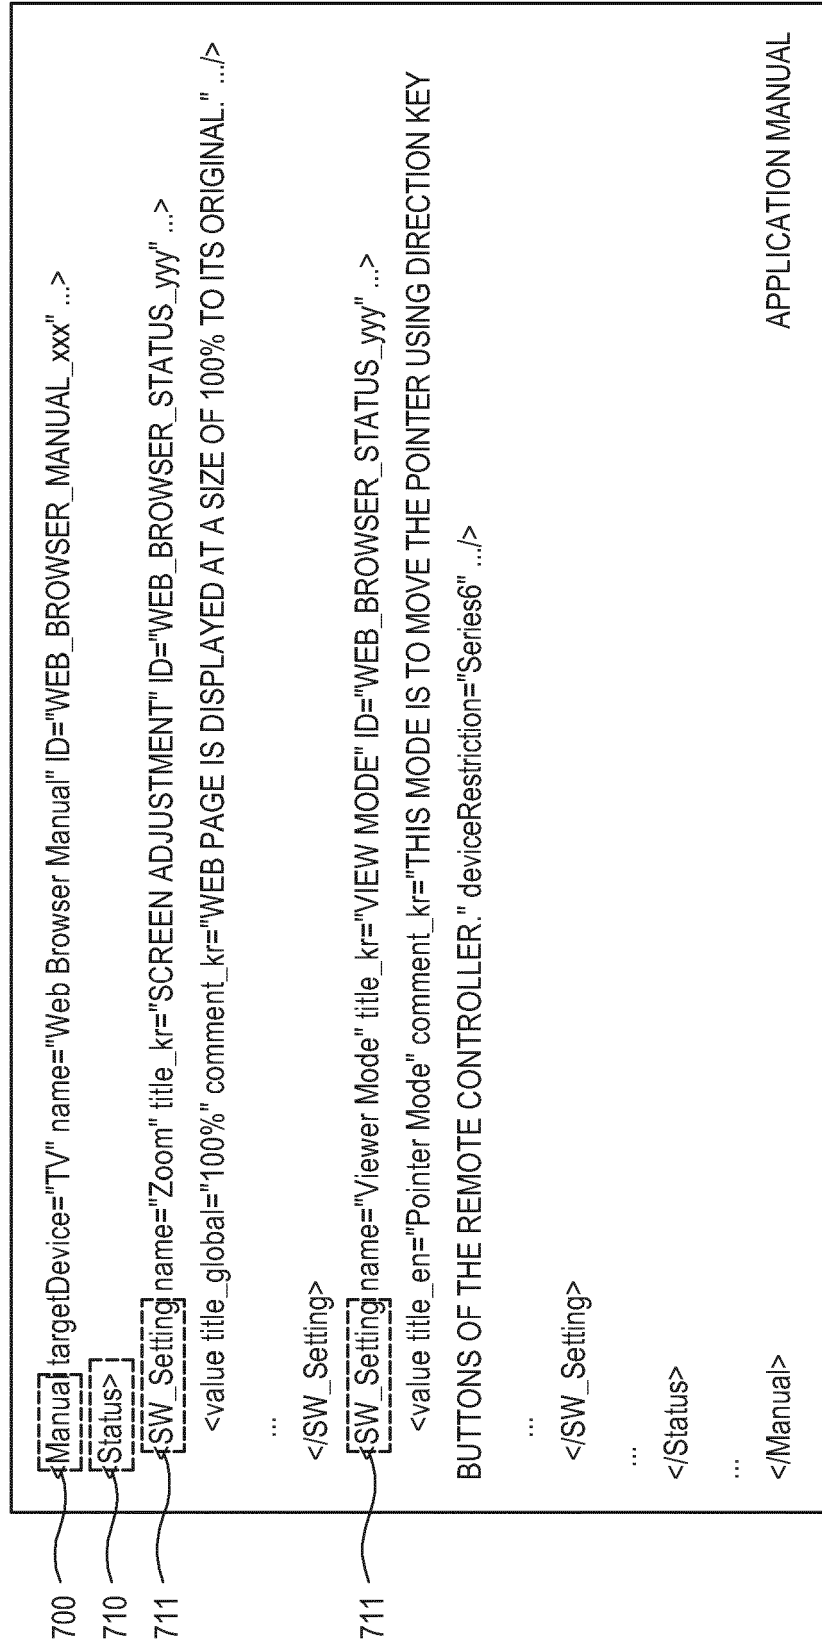 700 <Manual targetDevice="TV" name="Web Browser Manual" ID="WEB_BROWSER_MANUAL_xxx" ...>
710 <Status>
711 <SW_Setting name="Zoom" title_kr="SCREEN ADJUSTMENT" ID="WEB_BROWSER_STATUS_yyy" ...>
<value title_global="100%" comment_kr="WEB PAGE IS DISPLAYED AT A SIZE OF 100% TO ITS ORIGINAL." .../>
...
</SW_Setting>
711 <SW_Setting name="Viewer Mode" title_kr="VIEW MODE" ID="WEB_BROWSER_STATUS_yyy" ...>
<value title_en="Pointer Mode" comment_kr="THIS MODE IS TO MOVE THE POINTER USING DIRECTION KEY
BUTTONS OF THE REMOTE CONTROLLER." deviceRestriction="Series6" .../>
...
</SW_Setting>
...
</Status>
...
</Manual>
APPLICATION MANUAL